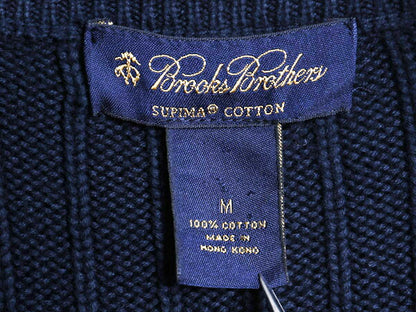 Brooks Brothers
SUPIMA® COTTON
M
100% COTTON
MADE IN
HONG KONG